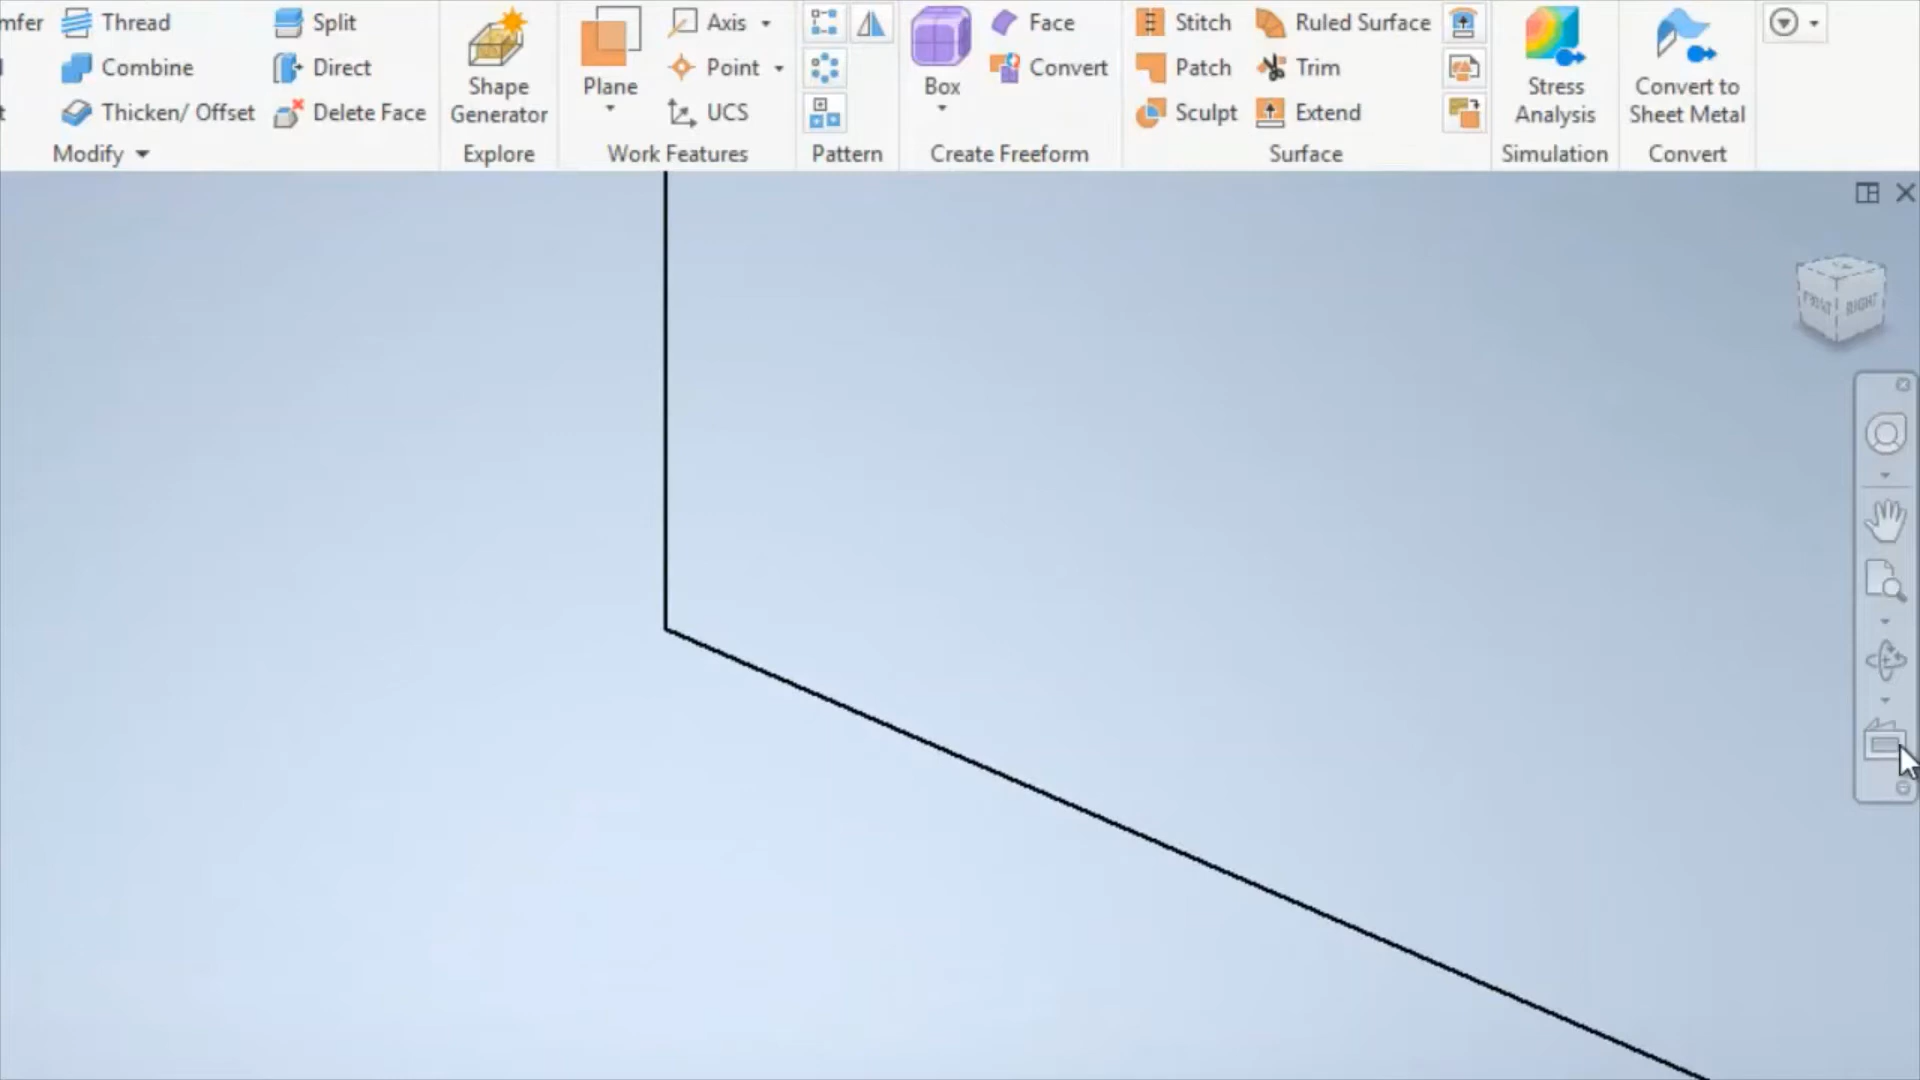 mfer Thread Split Axis Face Stitch Ruled Surface
Combine Direct Point Convert Patch Trim
t Thicken/ Offset Delete Face UCS Sculpt Extend
Shape Generator Plane Box Stress Analysis Convert to Sheet Metal
Modify Explore Work Features Pattern Create Freeform Surface Simulation Convert
FRONT RIGHT